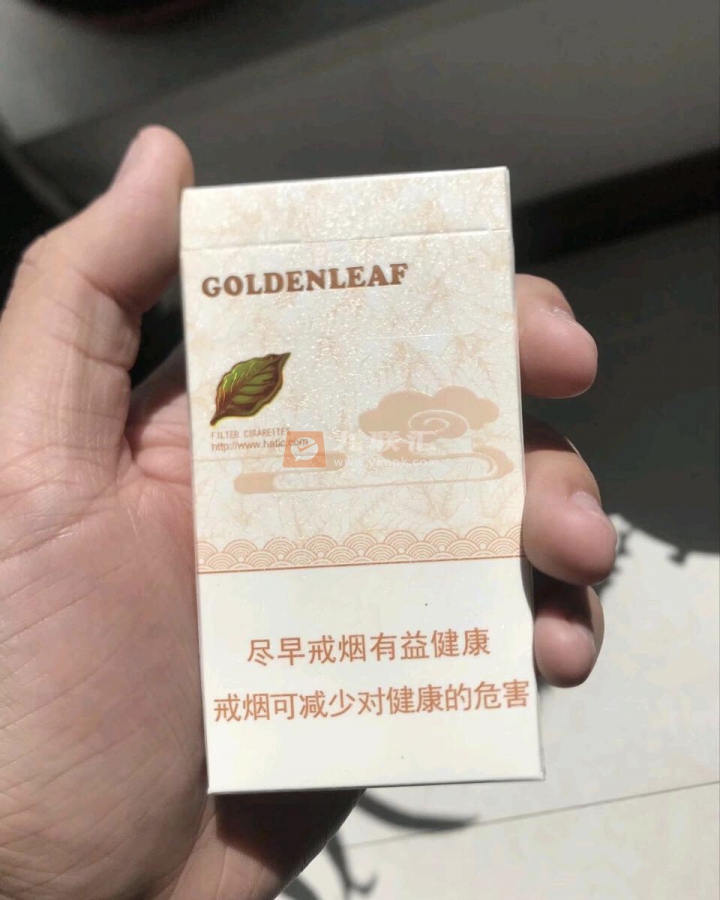 GOLDENLEAF
FILTER CIGARETTES
http://www.hatic.com
尽早戒烟有益健康
戒烟可减少对健康的危害